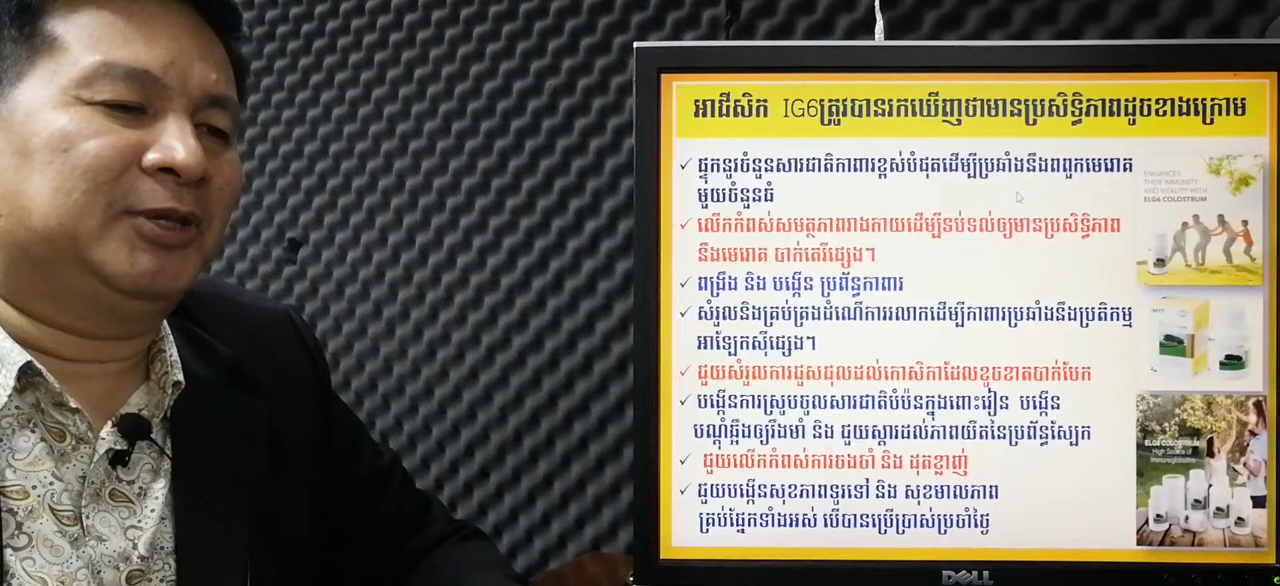 អាជីសិក IG6ត្រូវបានរកឃើញថាមានប្រសិទ្ធិភាពដូចខាងក្រោម
✓ ផ្ទុកនូវចំនួនសារជាតិការពារខ្ពស់បំផុតដើម្បីប្រឆាំងនឹងពពួកមេរោគ
មួយចំនួនធំ
✓ លើកកំពស់សមត្ថភាពរាងកាយដើម្បីទប់ទល់ឲ្យមានប្រសិទ្ធិភាព
នឹងមេរោគ បាក់តេរីផ្សេងៗ
✓ ពង្រឹង និង បង្កើន ប្រព័ន្ធការពារ
✓ សំរួលនិងគ្រប់គ្រងដំណើការរលាកដើម្បីការពារប្រឆាំងនឹងប្រតិកម្ម
អាឡែកស៊ីផ្សេងៗ
✓ ជួយសំរួលការជួសជុលដល់កោសិកាដែលខូចខាតបាក់បែក
✓ បង្កើនការស្រូបចូលសារជាតិបំប៉នក្នុងពោះវៀន បង្កើន
បណ្តុំឆ្អឹងឲ្យរឹងមាំ និង ជួយស្តារដល់ភាពយឺតនៃប្រព័ន្ធស្បែក
✓ ជួយលើកកំពស់ការចងចាំ និង ដុតខ្លាញ់
✓ ជួយបង្កើនសុខភាពទូរទៅ និង សុខមាលភាព
គ្រប់ផ្នែកទាំងអស់ បើបានប្រើប្រាស់ប្រចាំថ្ងៃ
ENHANCES
THEIR IMMUNITY
AND VITALITY WITH
ELG6 COLOSTRUM
ELG6 COLOSTRUM
High Source of
Immunoglobulins
DELL